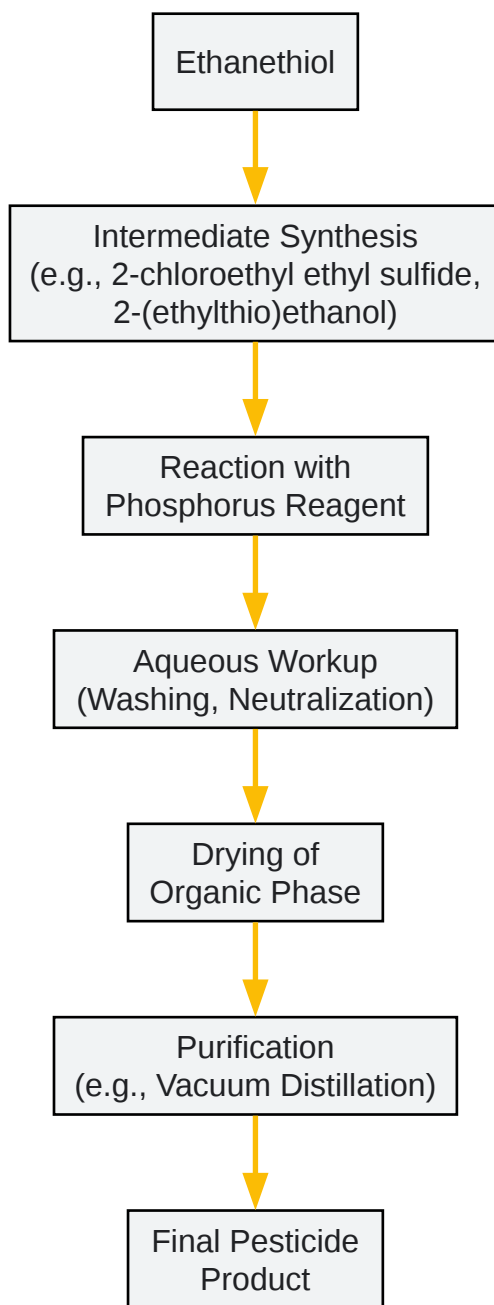 Ethanethiol
Intermediate Synthesis
(e.g., 2-chloroethyl ethyl sulfide,
2-(ethylthio)ethanol)
Reaction with
Phosphorus Reagent
Aqueous Workup
(Washing, Neutralization)
Drying of
Organic Phase
Purification
(e.g., Vacuum Distillation)
Final Pesticide
Product